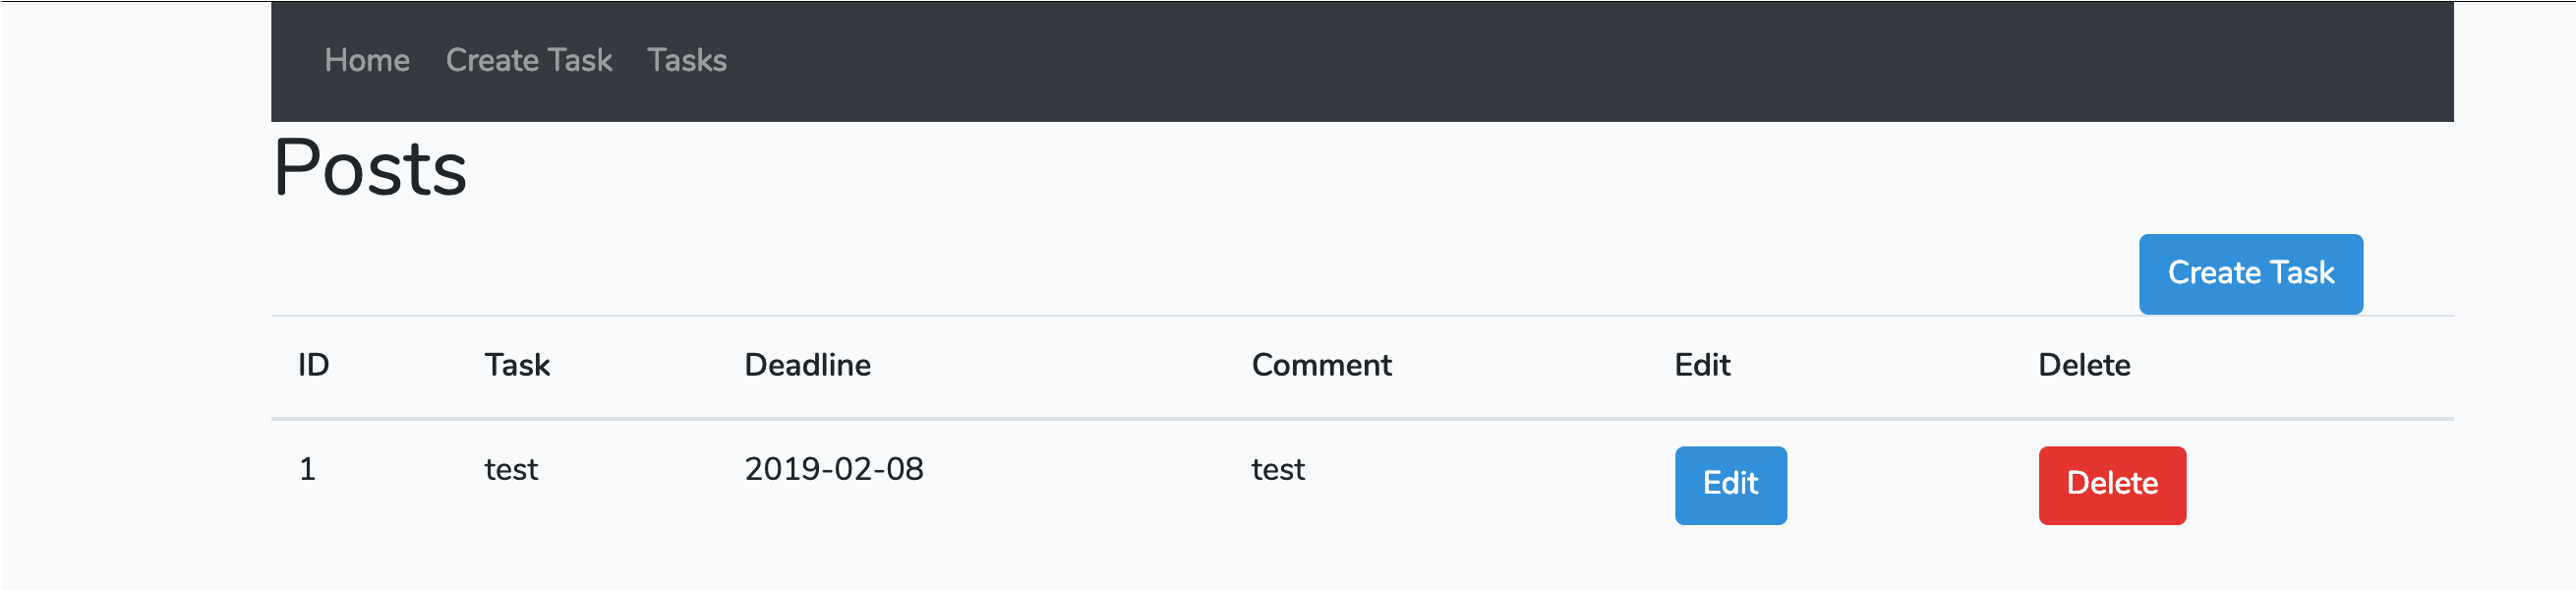 Home Create Task Tasks
Posts
Create Task
ID Task Deadline Comment Edit Delete
1 test 2019-02-08 test Edit Delete